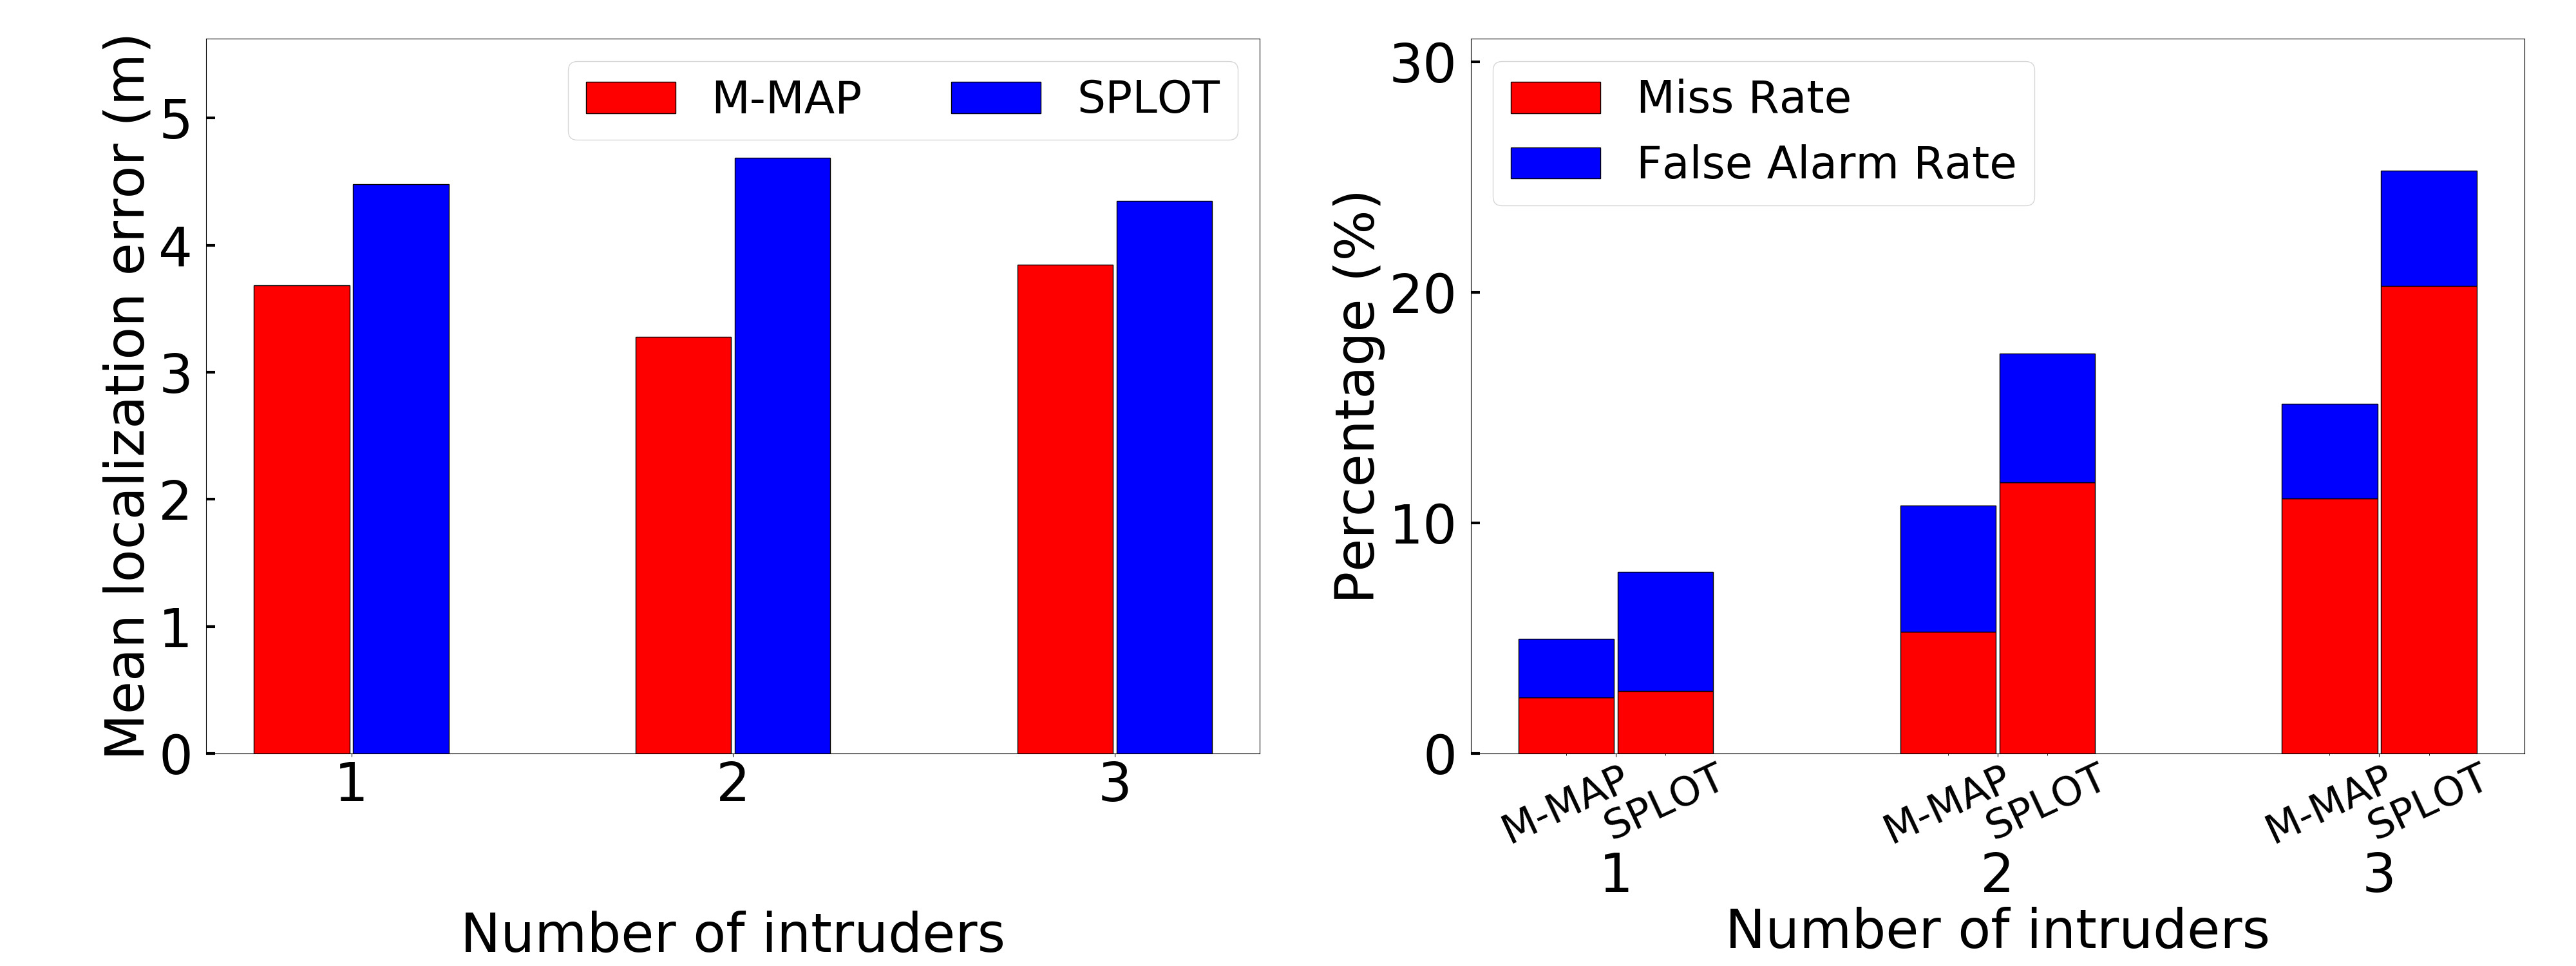 Mean localization error (m)
5
4
3
2
1
0
M-MAP
SPLOT
1
2
3
Number of intruders
Percentage (%)
30
20
10
0
Miss Rate
False Alarm Rate
M-MAP
SPLOT
M-MAP
SPLOT
M-MAP
SPLOT
1
2
3
Number of intruders